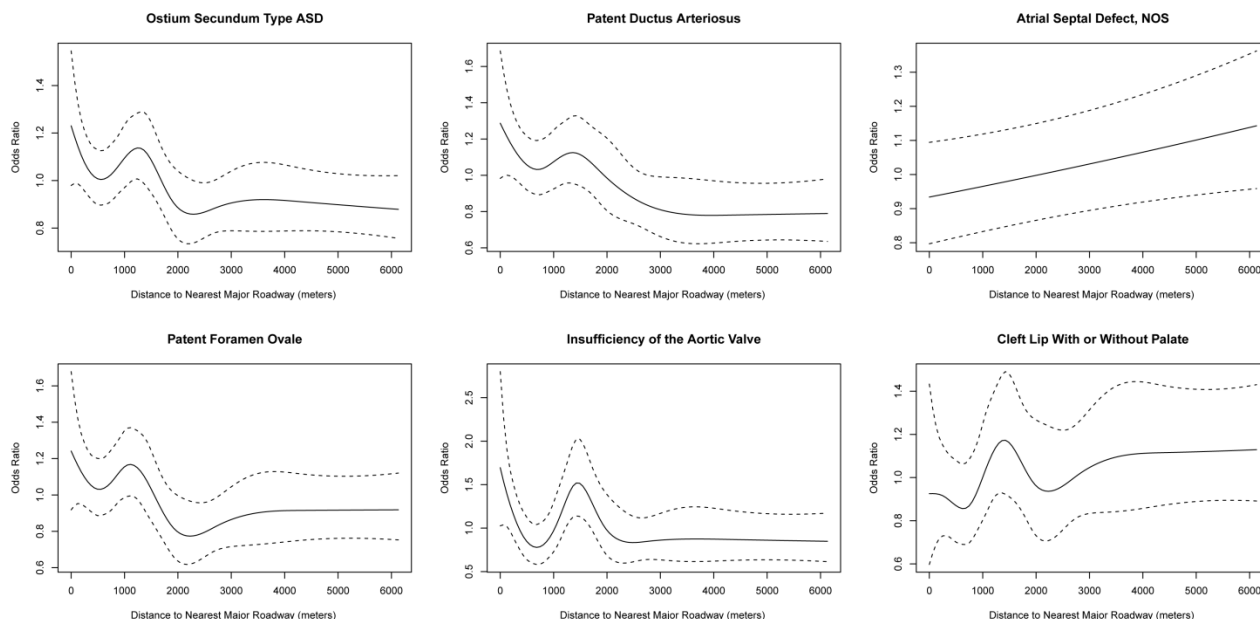 Ostium Secundum Type ASD
Odds Ratio
1.4
1.2
1.0
0.8
0 1000 2000 3000 4000 5000 6000
Distance to Nearest Major Roadway (meters)
Patent Ductus Arteriosus
Odds Ratio
1.6
1.4
1.2
1.0
0.8
0.6
0 1000 2000 3000 4000 5000 6000
Distance to Nearest Major Roadway (meters)
Atrial Septal Defect, NOS
Odds Ratio
1.3
1.2
1.1
1.0
0.9
0.8
0 1000 2000 3000 4000 5000 6000
Distance to Nearest Major Roadway (meters)
Patent Foramen Ovale
Odds Ratio
1.6
1.4
1.2
1.0
0.8
0.6
0 1000 2000 3000 4000 5000 6000
Distance to Nearest Major Roadway (meters)
Insufficiency of the Aortic Valve
Odds Ratio
2.5
2.0
1.5
1.0
0.5
0 1000 2000 3000 4000 5000 6000
Distance to Nearest Major Roadway (meters)
Cleft Lip With or Without Palate
Odds Ratio
1.4
1.2
1.0
0.8
0.6
0 1000 2000 3000 4000 5000 6000
Distance to Nearest Major Roadway (meters)